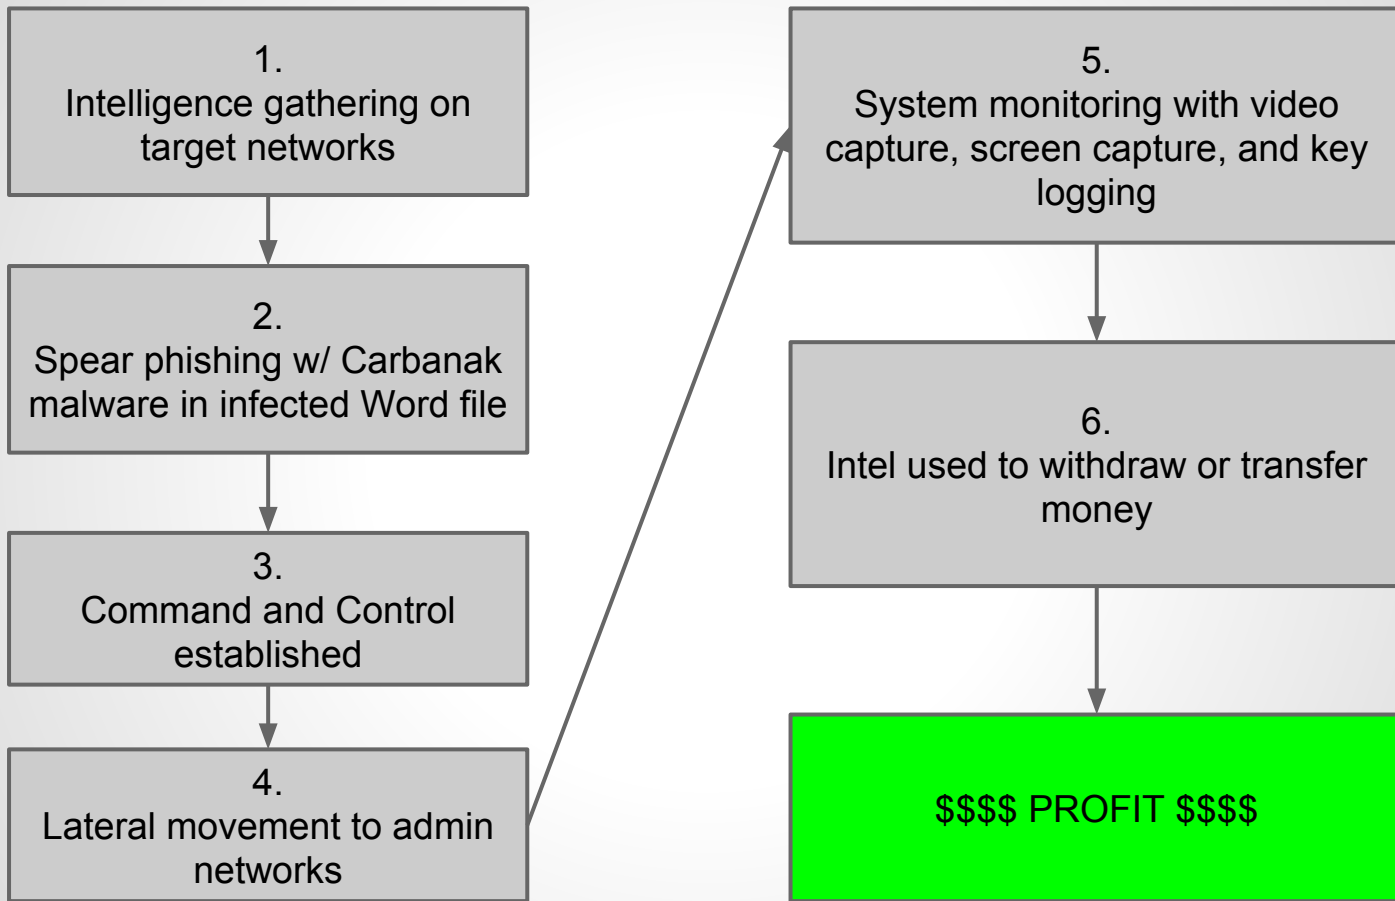 1.
Intelligence gathering on
target networks
2.
Spear phishing w/ Carbanak
malware in infected Word file
3.
Command and Control
established
4.
Lateral movement to admin
networks
5.
System monitoring with video
capture, screen capture, and key
logging
6.
Intel used to withdraw or transfer
money
$$$$ PROFIT $$$$